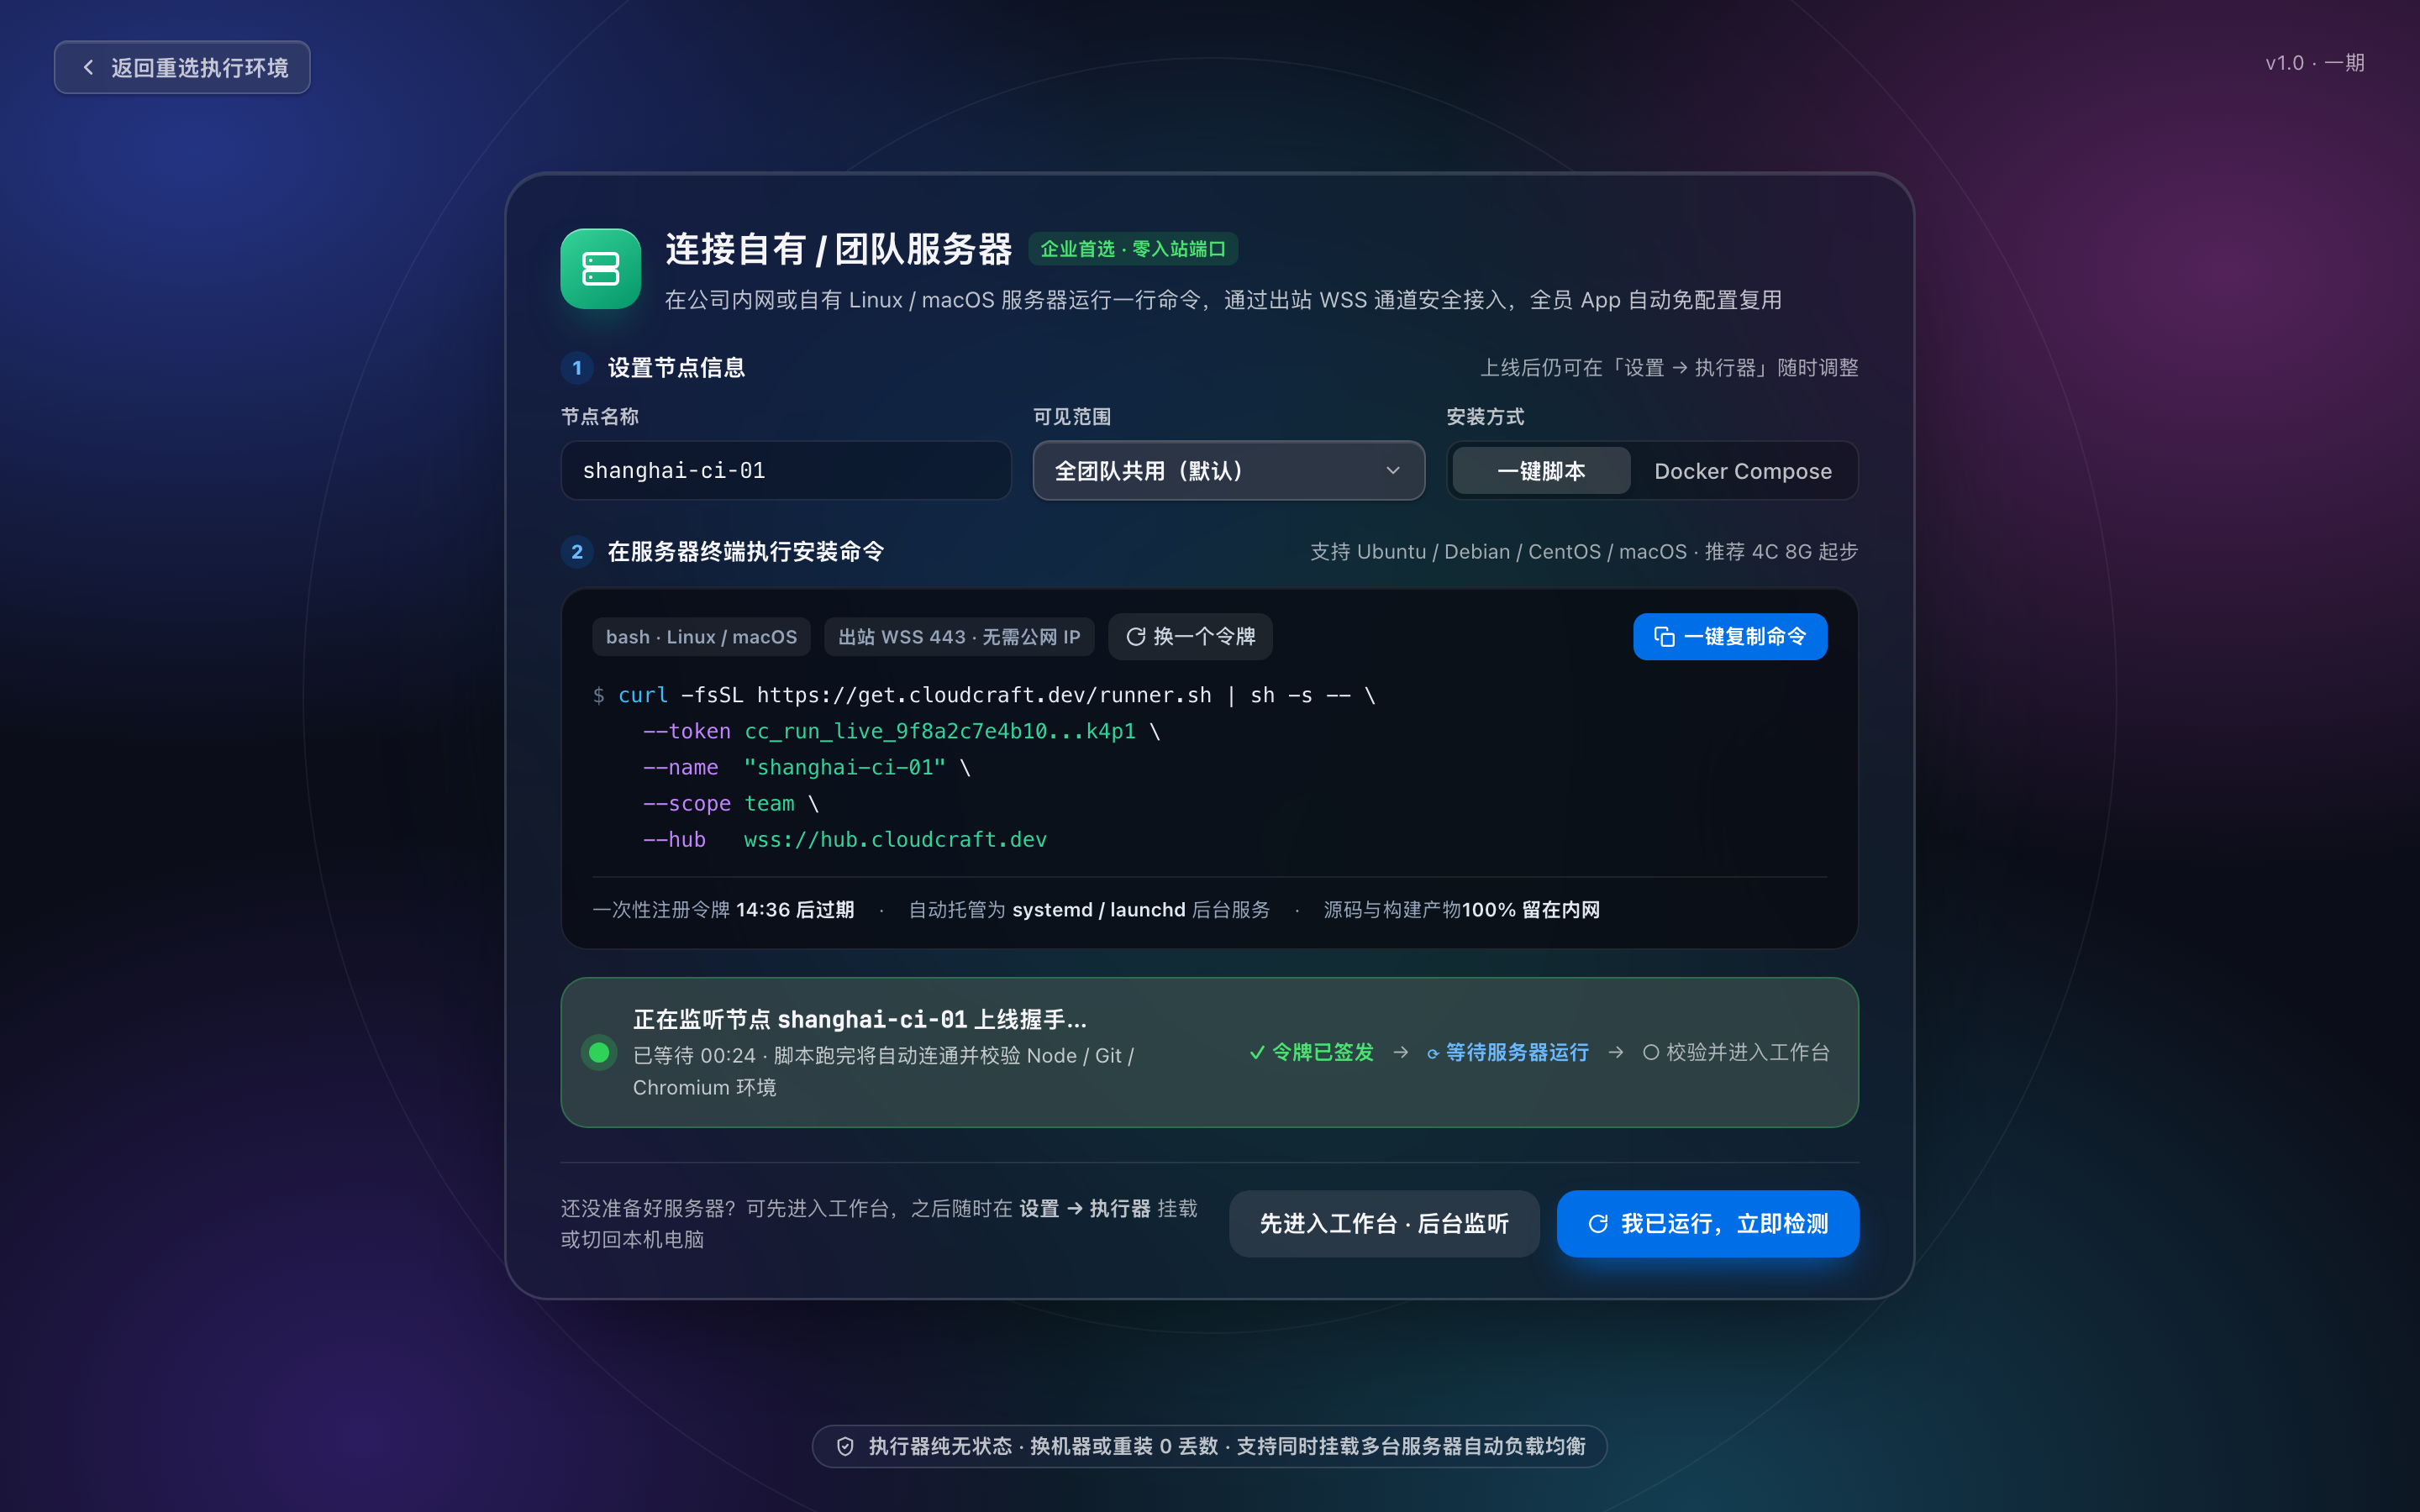 返回重选执行环境
v1.0 · 一期
连接自有 / 团队服务器
企业首选 · 零入站端口
在公司内网或自有 Linux / macOS 服务器运行一行命令，通过出站 WSS 通道安全接入，全员 App 自动免配置复用
1 设置节点信息
上线后仍可在「设置 → 执行器」随时调整
节点名称
可见范围
安装方式
shanghai-ci-01
全团队共用（默认）
一键脚本
Docker Compose
2 在服务器终端执行安装命令
支持 Ubuntu / Debian / CentOS / macOS · 推荐 4C 8G 起步
bash · Linux / macOS
出站 WSS 443 · 无需公网 IP
换一个令牌
一键复制命令
$ curl -fsSL https://get.cloudcraft.dev/runner.sh | sh -s -- \
--token cc_run_live_9f8a2c7e4b10...k4p1 \
--name "shanghai-ci-01" \
--scope team \
--hub wss://hub.cloudcraft.dev
一次性注册令牌 14:36 后过期 · 自动托管为 systemd / launchd 后台服务 · 源码与构建产物100% 留在内网
正在监听节点 shanghai-ci-01 上线握手...
已等待 00:24 · 脚本跑完将自动连通并校验 Node / Git /
Chromium 环境
✓ 令牌已签发 → ⟳ 等待服务器运行 → ○ 校验并进入工作台
还没准备好服务器？可先进入工作台，之后随时在 设置 → 执行器 挂载
或切回本机电脑
先进入工作台 · 后台监听
我已运行，立即检测
执行器纯无状态 · 换机器或重装 0 丢数 · 支持同时挂载多台服务器自动负载均衡